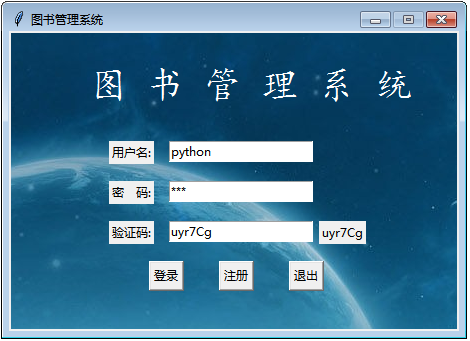 图书管理系统
图书管理系统
用户名: python
密 码: ***
验证码: uyr7Cg uyr7Cg
登录 注册 退出